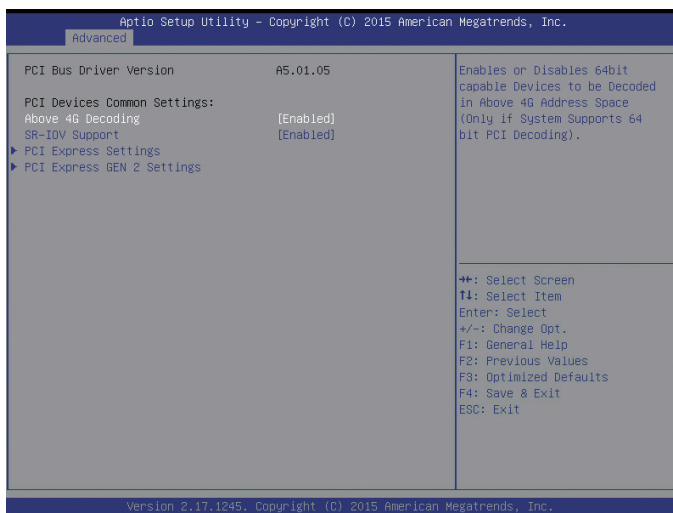 Aptio Setup Utility – Copyright (C) 2015 American Megatrends, Inc.
Advanced
PCI Bus Driver Version A5.01.05
PCI Devices Common Settings:
Above 4G Decoding [Enabled]
SR-IOV Support [Enabled]
PCI Express Settings
PCI Express GEN 2 Settings
Enables or Disables 64bit
capable Devices to be Decoded
in Above 4G Address Space
(Only if System Supports 64
bit PCI Decoding).
→←: Select Screen
↑↓: Select Item
Enter: Select
+/-: Change Opt.
F1: General Help
F2: Previous Values
F3: Optimized Defaults
F4: Save & Exit
ESC: Exit
Version 2.17.1245. Copyright (C) 2015 American Megatrends, Inc.